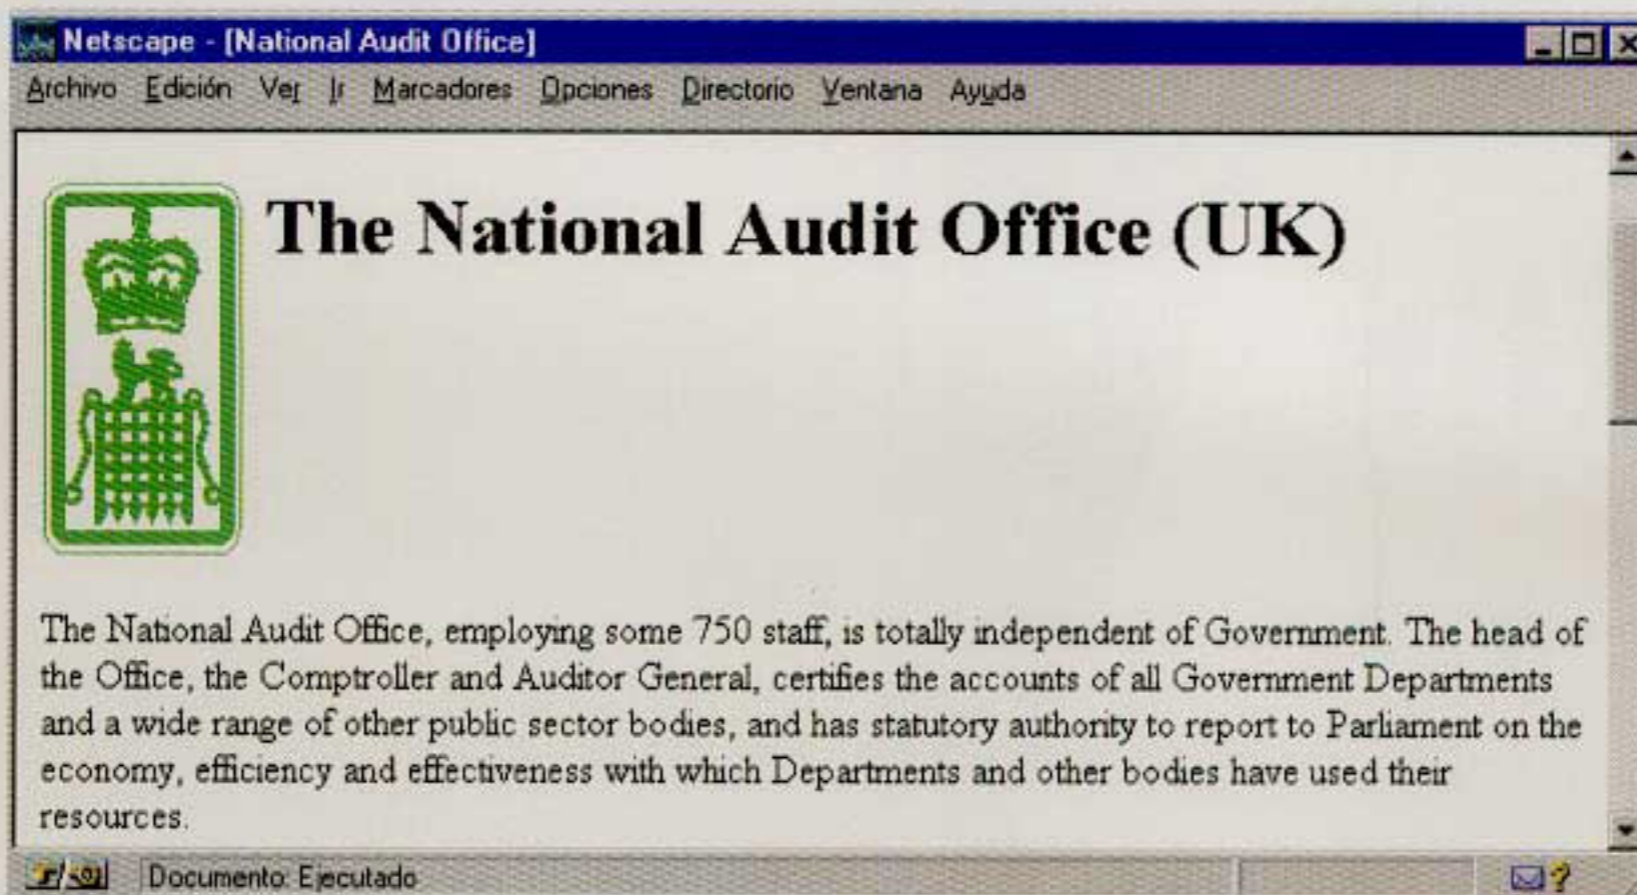 Netscape - [National Audit Office]
Archivo Edición Ver Ir Marcadores Opciones Directorio Ventana Ayuda
The National Audit Office (UK)
The National Audit Office, employing some 750 staff, is totally independent of Government. The head of
the Office, the Comptroller and Auditor General, certifies the accounts of all Government Departments
and a wide range of other public sector bodies, and has statutory authority to report to Parliament on the
economy, efficiency and effectiveness with which Departments and other bodies have used their
resources.
Documento: Ejecutado